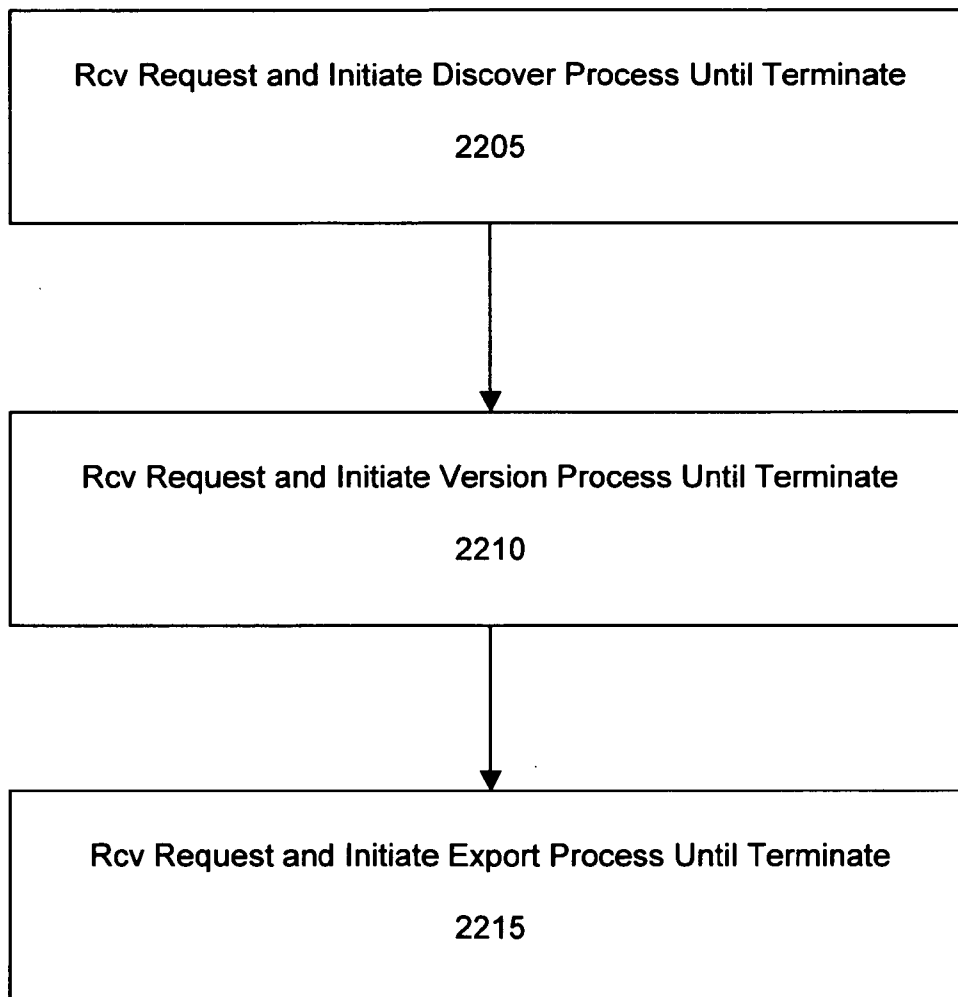 Rcv Request and Initiate Discover Process Until Terminate
2205
Rcv Request and Initiate Version Process Until Terminate
2210
Rcv Request and Initiate Export Process Until Terminate
2215